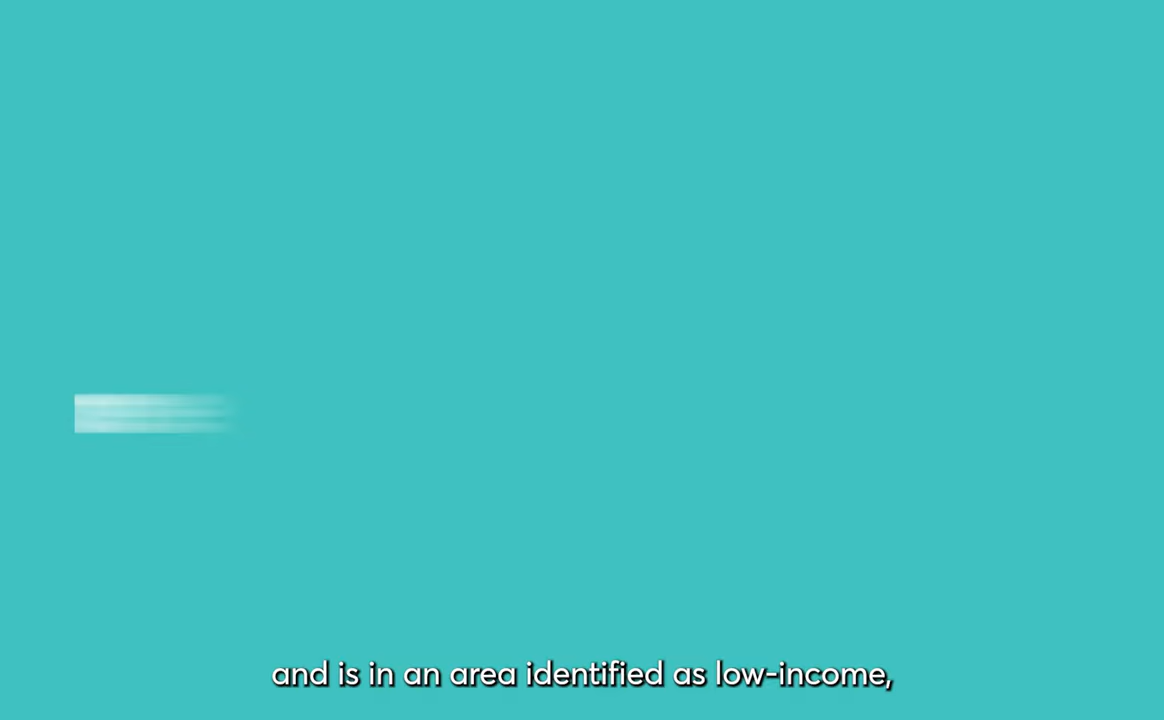 and is in an area identified as low-income,